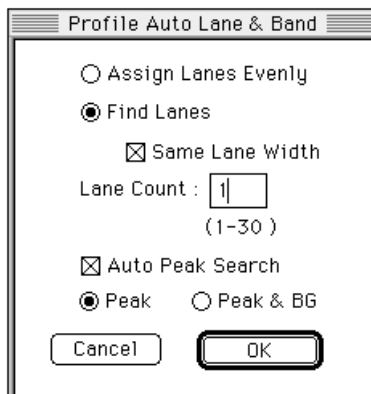 Profile Auto Lane & Band
Assign Lanes Evenly
Find Lanes
Same Lane Width
Lane Count : 1
(1-30 )
Auto Peak Search
Peak Peak & BG
Cancel OK